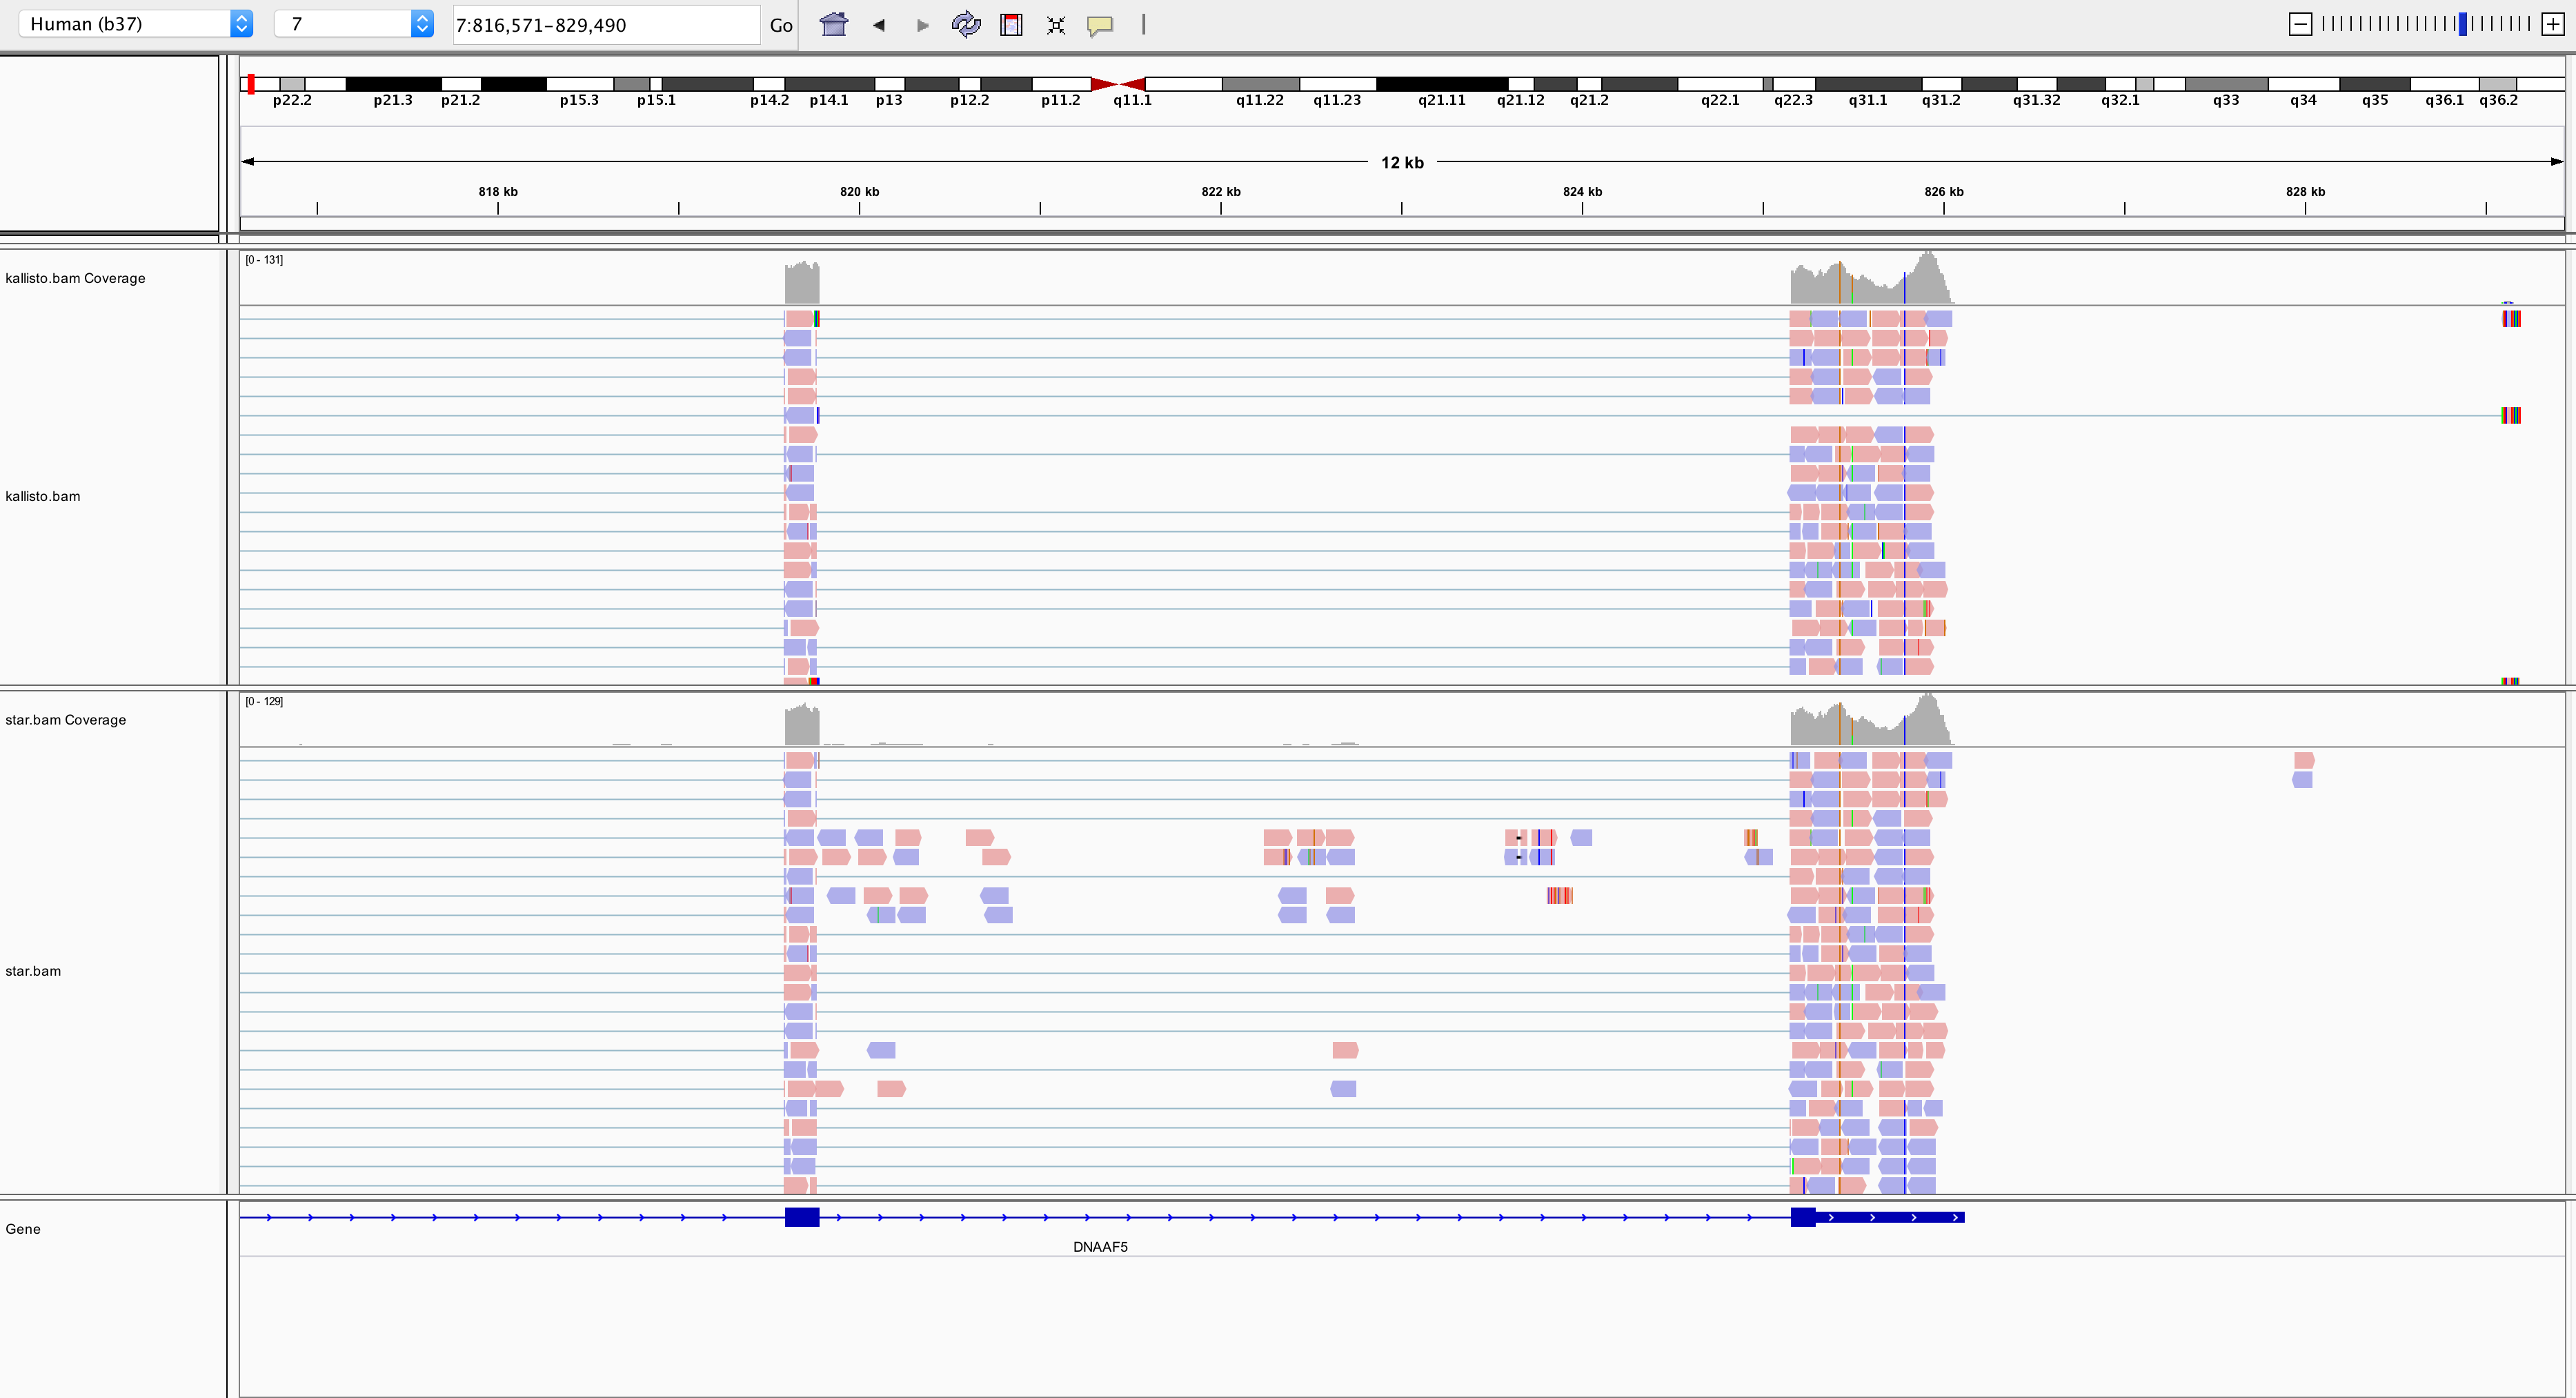 Human (b37) 7 7:816,571-829,490 Go
p22.2 p21.3 p21.2 p15.3 p15.1 p14.2 p14.1 p13 p12.2 p11.2 q11.1 q11.22 q11.23 q21.11 q21.12 q21.2 q22.1 q22.3 q31.1 q31.2 q31.32 q32.1 q33 q34 q35 q36.1 q36.2
12 kb
818 kb 820 kb 822 kb 824 kb 826 kb 828 kb
[0 - 131]
kallisto.bam Coverage
kallisto.bam
[0 - 129]
star.bam Coverage
star.bam
Gene
DNAAF5